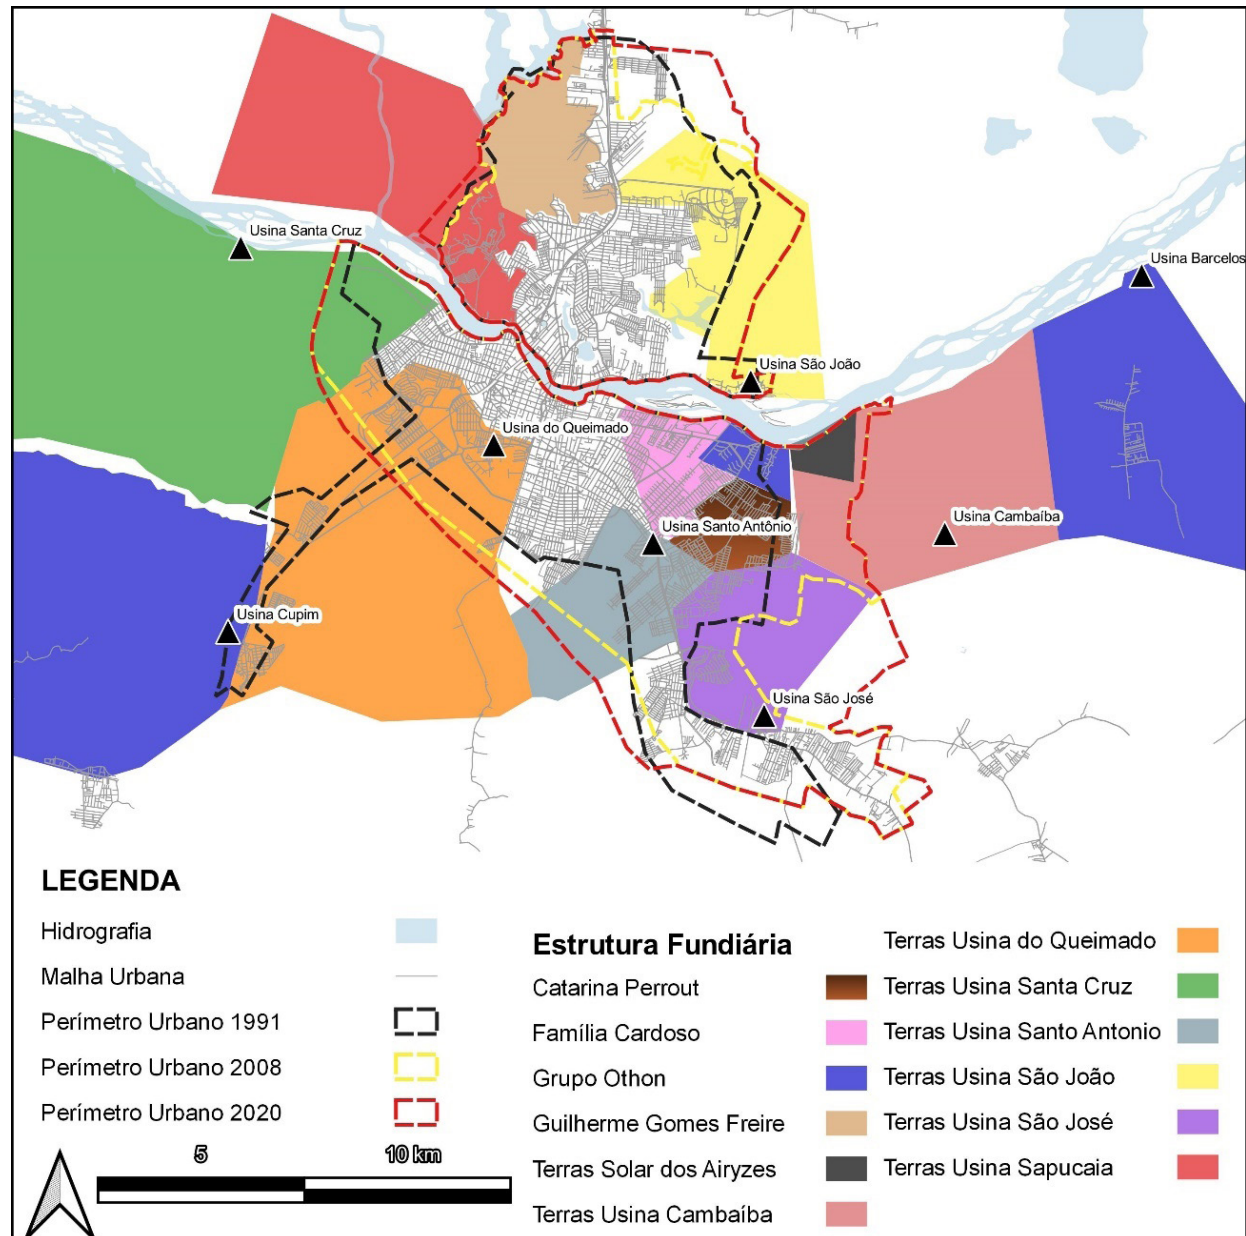 Usina Santa Cruz
Usina Barcelos
Usina São João
Usina do Queimado
Usina Cambaíba
Usina Santo Antônio
Usina Cupim
Usina São José
LEGENDA
Hidrografia
Malha Urbana
Perímetro Urbano 1991
Perímetro Urbano 2008
Perímetro Urbano 2020
5 10 km
Estrutura Fundiária
Catarina Perrout
Família Cardoso
Grupo Othon
Guilherme Gomes Freire
Terras Solar dos Airyzes
Terras Usina Cambaíba
Terras Usina do Queimado
Terras Usina Santa Cruz
Terras Usina Santo Antonio
Terras Usina São João
Terras Usina São José
Terras Usina Sapucaia